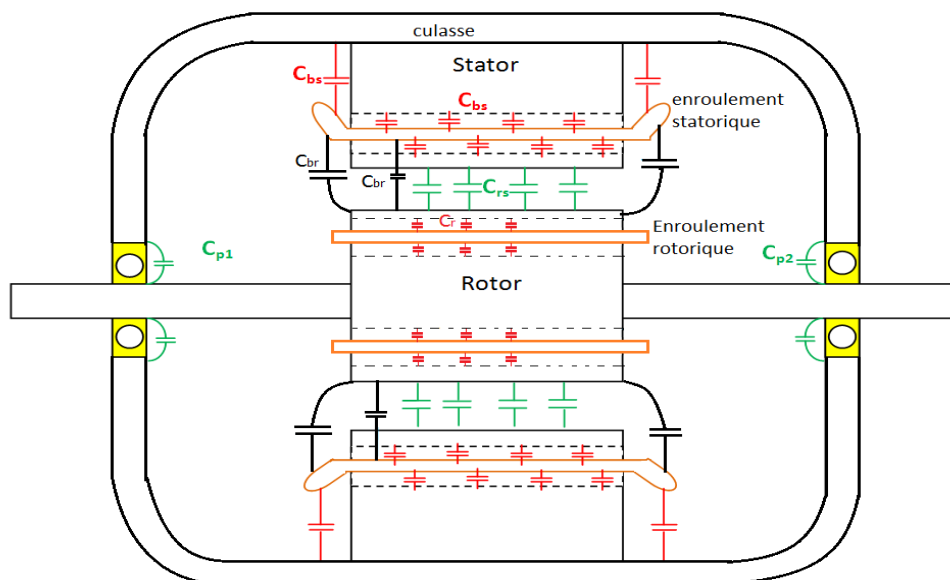 culasse
Stator
Cbs
Cbs
enroulement
statorique
Cbr
Cbr
Crs
Cr
Enroulement
rotorique
Cp1
Cp2
Rotor